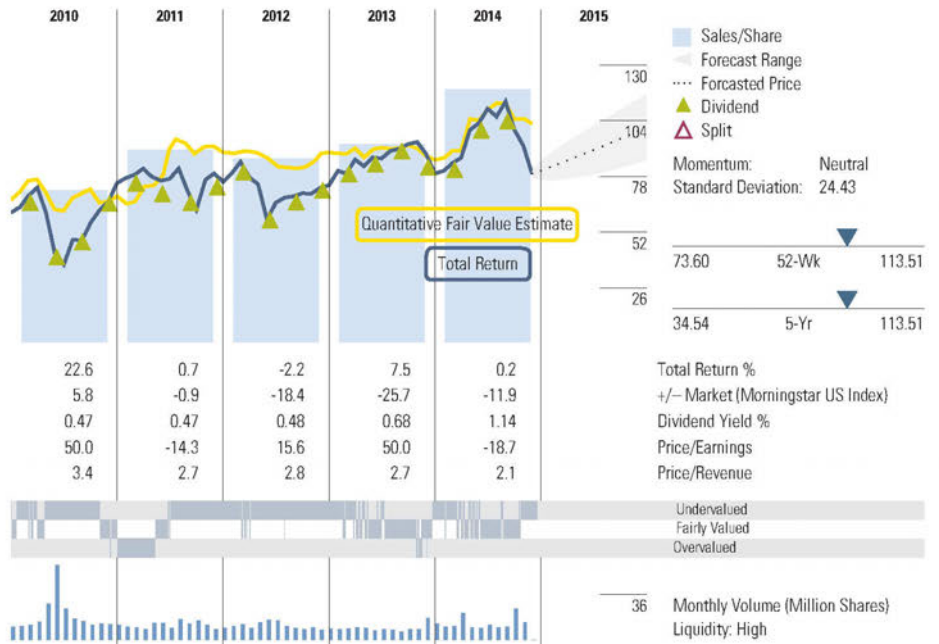 2010 2011 2012 2013 2014 2015
Sales/Share
Forecast Range
130
Forcasted Price
Dividend
104
Split
Momentum: Neutral
78
Standard Deviation: 24.43
Quantitative Fair Value Estimate
52
Total Return
73.60 52-Wk 113.51
26
34.54 5-Yr 113.51
22.6 0.7 -2.2 7.5 0.2 Total Return %
5.8 -0.9 -18.4 -25.7 -11.9 +/– Market (Morningstar US Index)
0.47 0.47 0.48 0.68 1.14 Dividend Yield %
50.0 -14.3 15.6 50.0 -18.7 Price/Earnings
3.4 2.7 2.8 2.7 2.1 Price/Revenue
Undervalued
Fairly Valued
Overvalued
36 Monthly Volume (Million Shares)
Liquidity: High